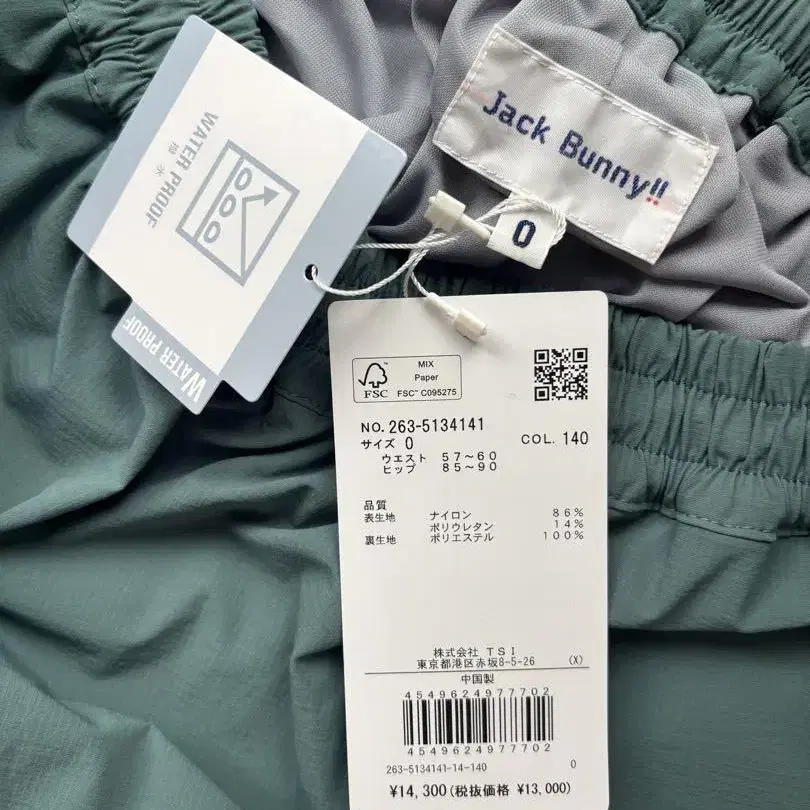 WATER PROOF
撥水
WATER PROOF
Jack Bunny!!
0
MIX
Paper
FSC
FSC™ C095275
NO. 263-5134141
サイズ 0
COL. 140
ウエスト 57〜60
ヒップ 85〜90
品質
表生地 ナイロン 86%
ポリウレタン 14%
裏生地 ポリエステル 100%
株式会社 TSI
東京都港区赤坂8-5-26 (X)
中国製
4549624977702
4549624977702
263-5134141-14-140 0
¥14,300(税抜価格 ¥13,000)